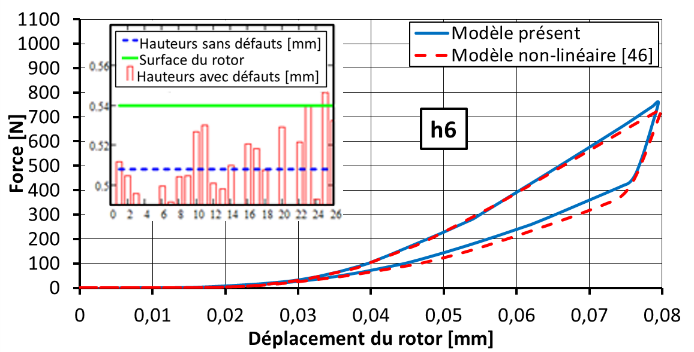 1100
1000
900
800
700
600
500
400
300
200
100
0
Force [N]
0,56
0.54
0.52
0.5
Hauteurs sans défauts [mm]
Surface du rotor
Hauteurs avec défauts [mm]
0 2 4 6 8 10 12 14 16 18 20 22 24 26
Modèle présent
Modèle non-linéaire [46]
h6
0 0,01 0,02 0,03 0,04 0,05 0,06 0,07 0,08
Déplacement du rotor [mm]